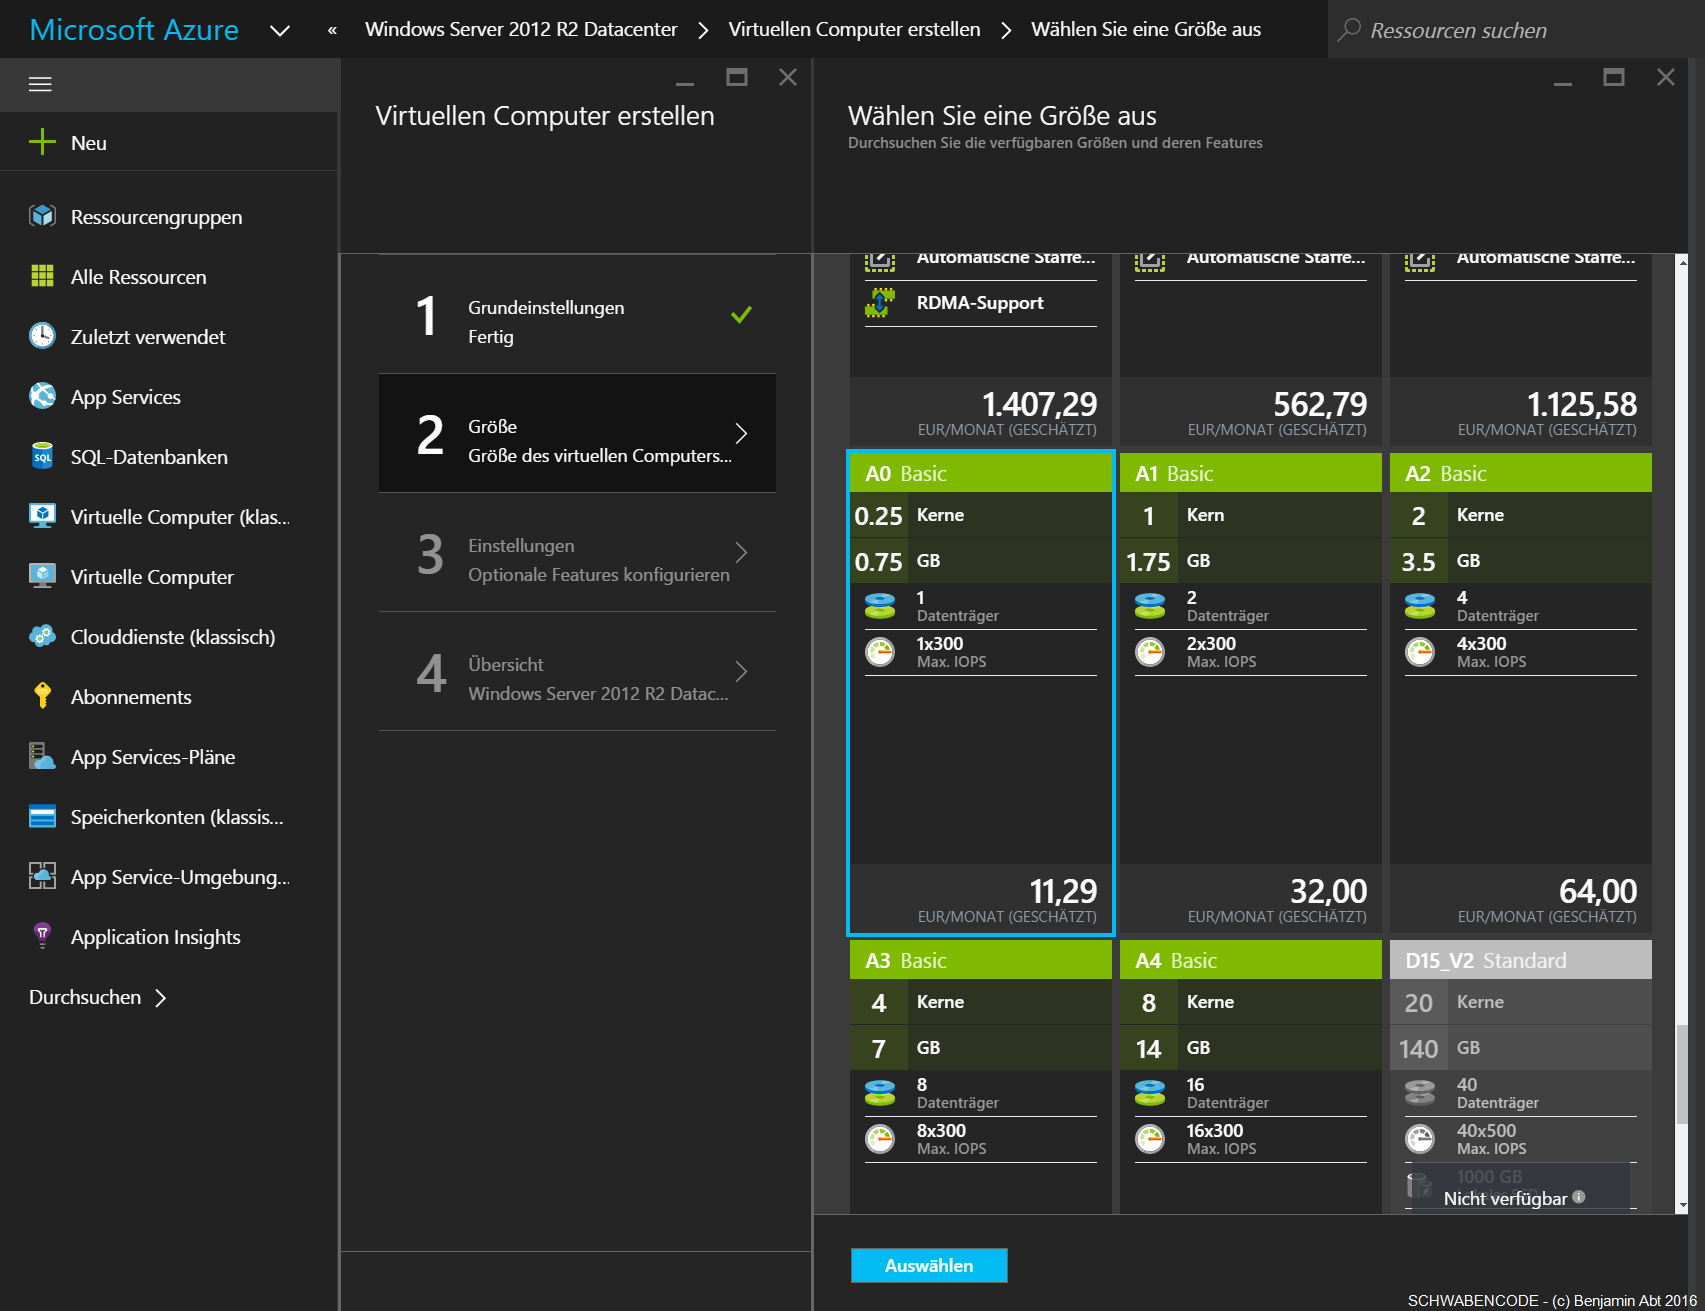 Microsoft Azure
« Windows Server 2012 R2 Datacenter > Virtuellen Computer erstellen > Wählen Sie eine Größe aus
Ressourcen suchen
Neu
Ressourcengruppen
Alle Ressourcen
Zuletzt verwendet
App Services
SQL
SQL-Datenbanken
Virtuelle Computer (klas...
Virtuelle Computer
Clouddienste (klassisch)
Abonnements
App Services-Pläne
Speicherkonten (klassis...
App Service-Umgebung...
Application Insights
Durchsuchen >
Virtuellen Computer erstellen
1
Grundeinstellungen
Fertig
2
Größe
Größe des virtuellen Computers...
3
Einstellungen
Optionale Features konfigurieren
4
Übersicht
Windows Server 2012 R2 Datac...
Wählen Sie eine Größe aus
Durchsuchen Sie die verfügbaren Größen und deren Features
Automatische Staffe...
RDMA-Support
1.407,29
EUR/MONAT (GESCHÄTZT)
Automatische Staffe...
562,79
EUR/MONAT (GESCHÄTZT)
Automatische Staffe...
1.125,58
EUR/MONAT (GESCHÄTZT)
A0 Basic
0.25 Kerne
0.75 GB
1
Datenträger
1x300
Max. IOPS
11,29
EUR/MONAT (GESCHÄTZT)
A1 Basic
1 Kern
1.75 GB
2
Datenträger
2x300
Max. IOPS
32,00
EUR/MONAT (GESCHÄTZT)
A2 Basic
2 Kerne
3.5 GB
4
Datenträger
4x300
Max. IOPS
64,00
EUR/MONAT (GESCHÄTZT)
A3 Basic
4 Kerne
7 GB
8
Datenträger
8x300
Max. IOPS
A4 Basic
8 Kerne
14 GB
16
Datenträger
16x300
Max. IOPS
D15_V2 Standard
20 Kerne
140 GB
40
Datenträger
40x500
Max. IOPS
1000 GB
Nicht verfügbar
Auswählen
SCHWABENCODE - (c) Benjamin Abt 2016